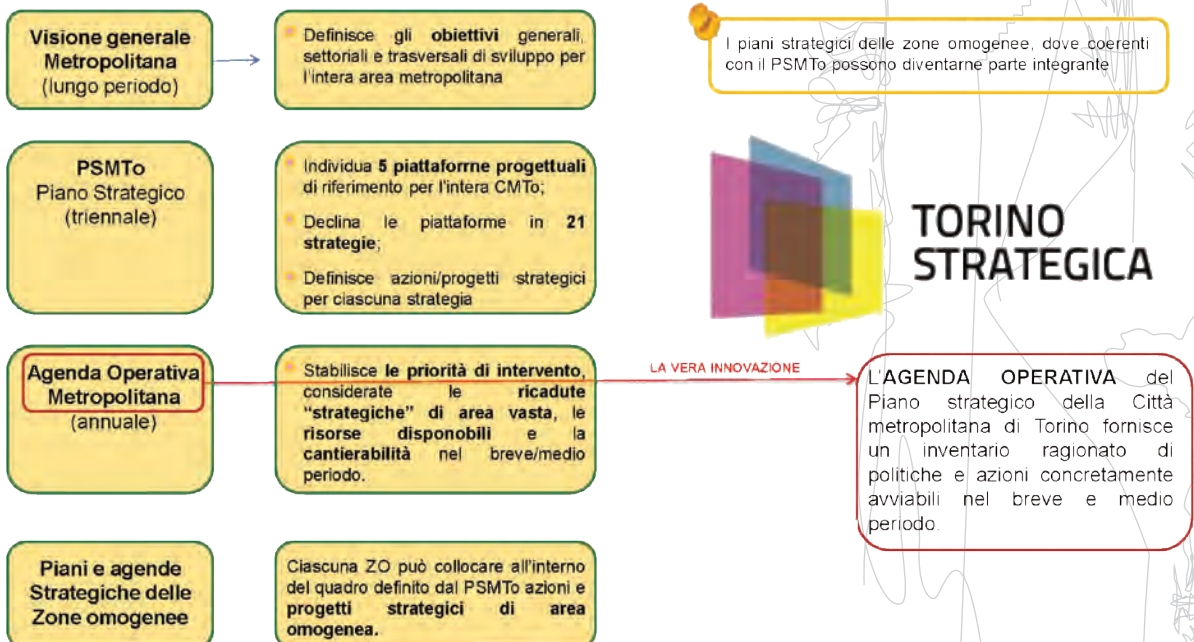 Visione generale
Metropolitana
(lungo periodo)
Definisce gli obiettivi generali,
settoriali e trasversali di sviluppo per
l'intera area metropolitana
I piani strategici delle zone omogenee, dove coerenti
con il PSMTo possono diventarne parte integrante
PSMTo
Piano Strategico
(triennale)
Individua 5 piattaforme progettuali
di riferimento per l'intera CMTo;
Declina le piattaforme in 21
strategie;
Definisce azioni/progetti strategici
per ciascuna strategia
TORINO
STRATEGICA
Agenda Operativa
Metropolitana
(annuale)
Stabilisce le priorità di intervento,
considerate le ricadute
"strategiche" di area vasta, le
risorse disponibili e la
cantierabilità nel breve/medio
periodo.
LA VERA INNOVAZIONE
L'AGENDA OPERATIVA del
Piano strategico della Città
metropolitana di Torino fornisce
un inventario ragionato di
politiche e azioni concretamente
avviabili nel breve e medio
periodo.
Piani e agende
Strategiche delle
Zone omogenee
Ciascuna ZO può collocare all'interno
del quadro definito dal PSMTo azioni e
progetti strategici di area
omogenea.